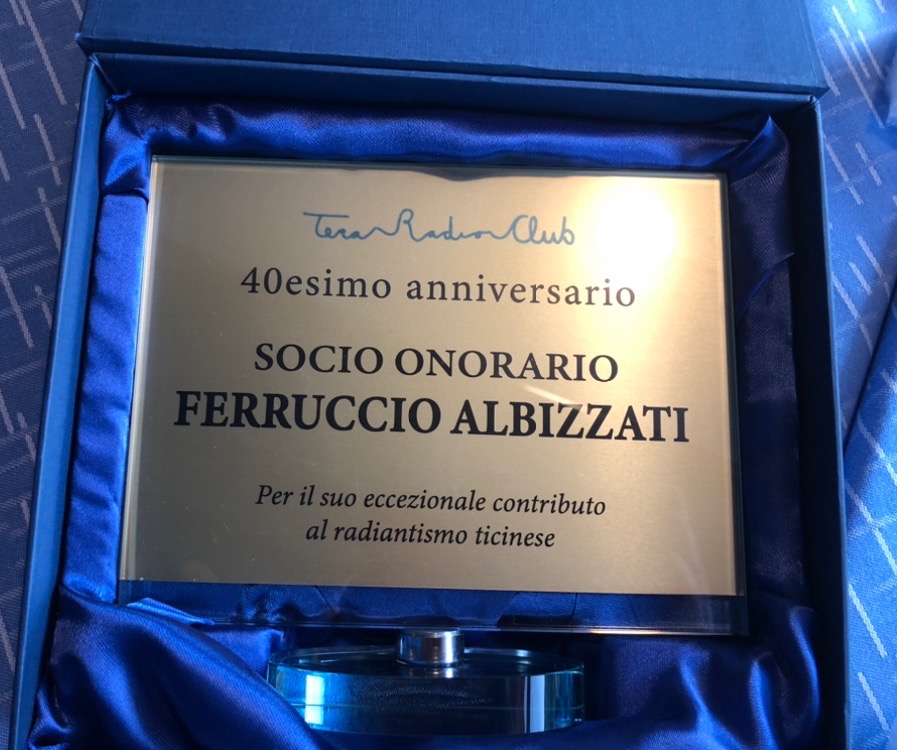 Tera Radio Club
40esimo anniversario
SOCIO ONORARIO
FERRUCCIO ALBIZZATI
Per il suo eccezionale contributo
al radiantismo ticinese